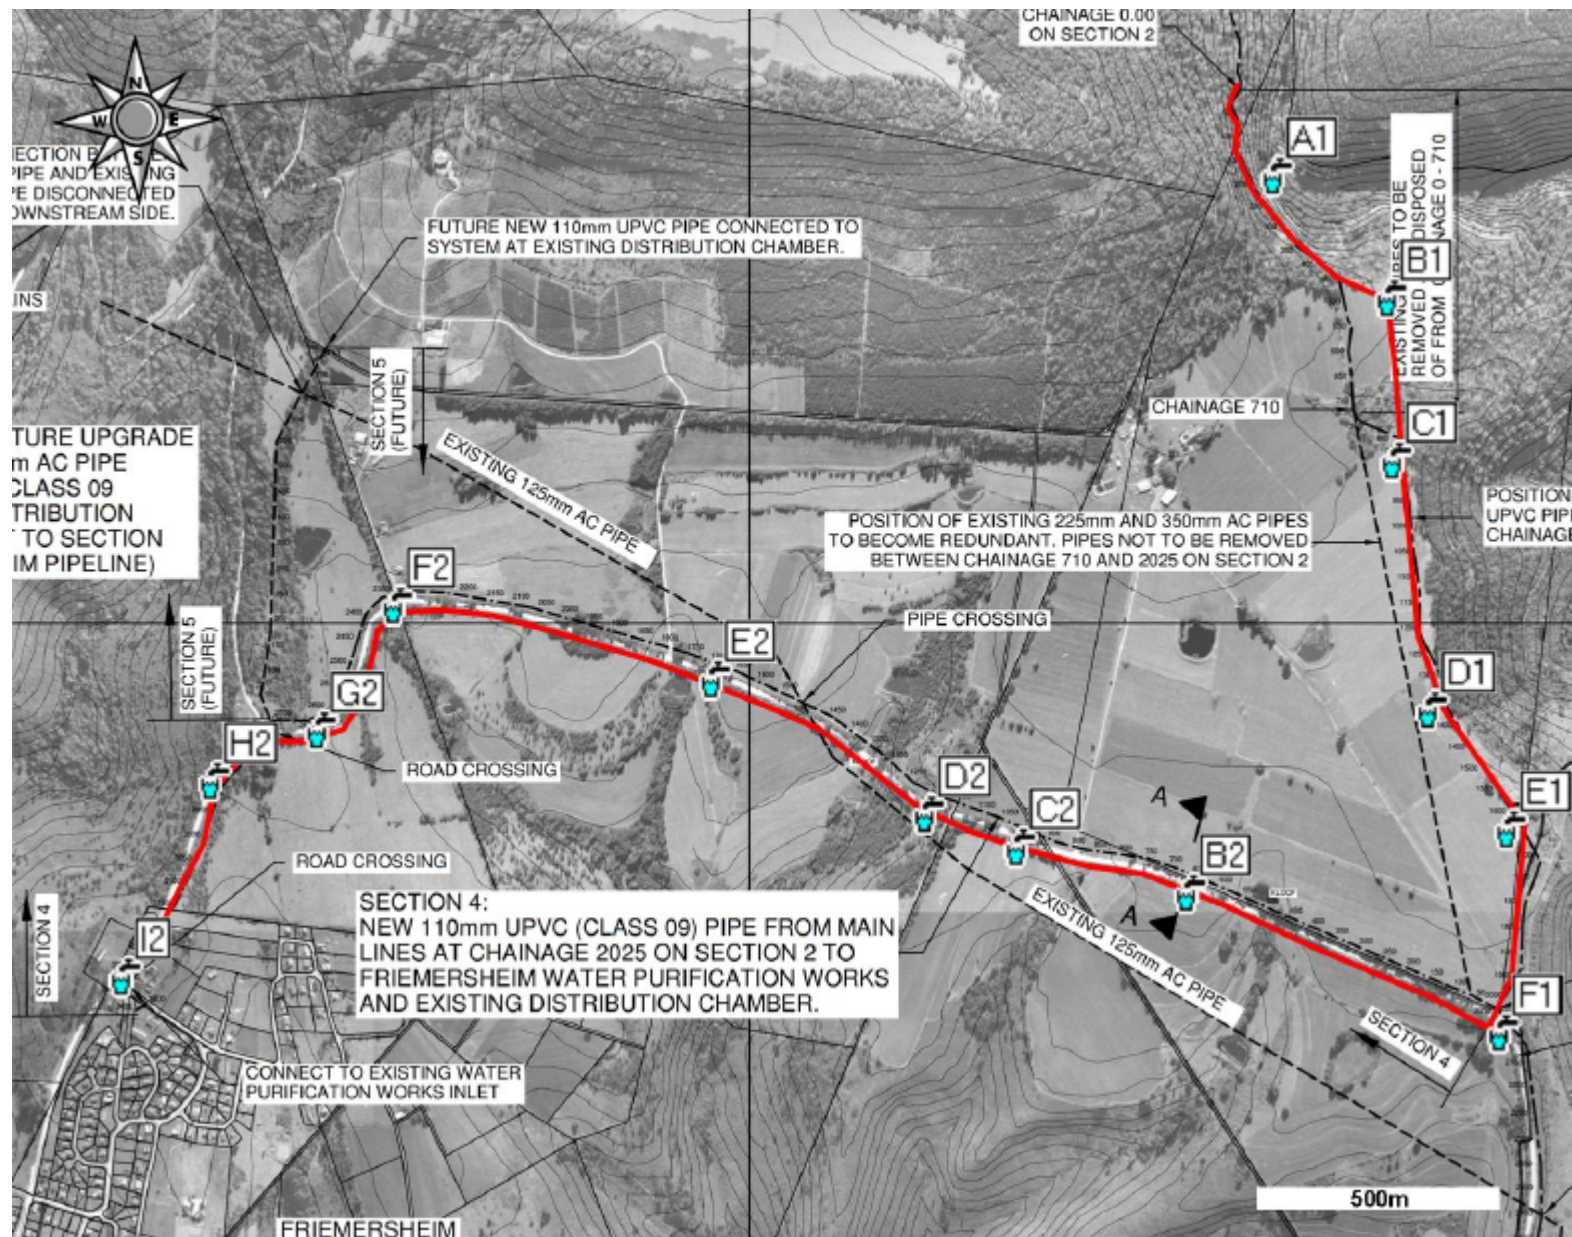 CHAINAGE 0.00
ON SECTION 2
N
W
E
S
PIPE AND EXISTING
PE DISCONNECTED
OWNSTREAM SIDE.
FUTURE NEW 110mm UPVC PIPE CONNECTED TO
SYSTEM AT EXISTING DISTRIBUTION CHAMBER.
A1
B1
REMOVED
OF FROM
NAGE 0 - 710
AINS
SECTION 5
(FUTURE)
CHAINAGE 710
C1
TURE UPGRADE
m AC PIPE
CLASS 09
TRIBUTION
T TO SECTION
IM PIPELINE)
EXISTING 125mm AC PIPE
POSITION OF EXISTING 225mm AND 350mm AC PIPES
TO BECOME REDUNDANT. PIPES NOT TO BE REMOVED
BETWEEN CHAINAGE 710 AND 2025 ON SECTION 2
POSITION
UPVC PIP
CHAINAGE
F2
SECTION 5
(FUTURE)
PIPE CROSSING
E2
D1
G2
H2
ROAD CROSSING
D2
C2
A
B2
A
E1
ROAD CROSSING
SECTION 4
I2
SECTION 4:
NEW 110mm UPVC (CLASS 09) PIPE FROM MAIN
LINES AT CHAINAGE 2025 ON SECTION 2 TO
FRIEMERSHEIM WATER PURIFICATION WORKS
AND EXISTING DISTRIBUTION CHAMBER.
EXISTING 125mm AC PIPE
F1
SECTION 4
CONNECT TO EXISTING WATER
PURIFICATION WORKS INLET
500m
FRIEMERSHEIM